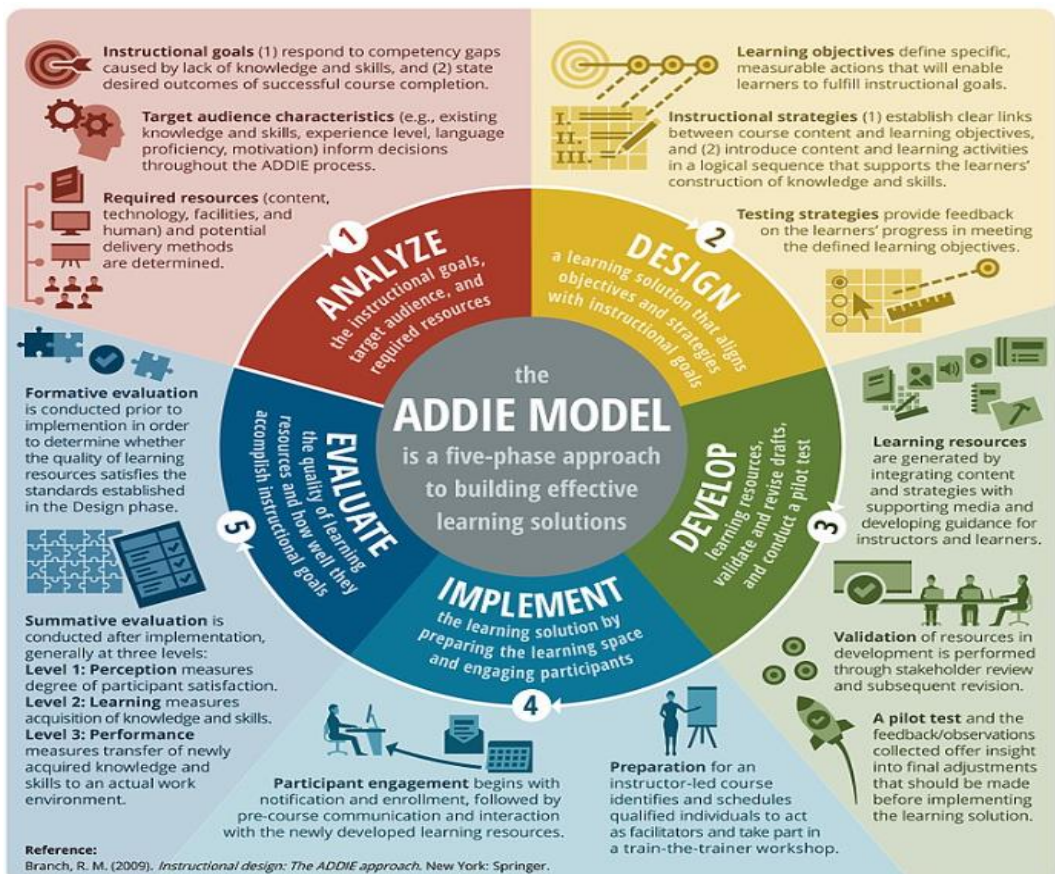 Instructional goals (1) respond to competency gaps
caused by lack of knowledge and skills, and (2) state
desired outcomes of successful course completion.
Target audience characteristics (e.g., existing
knowledge and skills, experience level, language
proficiency, motivation) inform decisions
throughout the ADDIE process.
Required resources (content,
technology, facilities, and
human) and potential
delivery methods
are determined.
1
ANALYZE
the instructional goals,
target audience, and
required resources
Learning objectives define specific,
measurable actions that will enable
learners to fulfill instructional goals.
I.
II.
III.
Instructional strategies (1) establish clear links
between course content and learning objectives,
and (2) introduce content and learning activities
in a logical sequence that supports the learners'
construction of knowledge and skills.
Testing strategies provide feedback
on the learners' progress in meeting
the defined learning objectives.
2
DESIGN
a learning solution that aligns
objectives and strategies
with instructional goals
the
ADDIE MODEL
is a five-phase approach
to building effective
learning solutions
3
DEVELOP
learning resources,
validate and revise drafts,
and conduct a pilot test
Learning resources
are generated by
integrating content
and strategies with
supporting media and
developing guidance for
instructors and learners.
Validation of resources in
development is performed
through stakeholder review
and subsequent revision.
A pilot test and the
feedback/observations
collected offer insight
into final adjustments
that should be made
before implementing
the learning solution.
IMPLEMENT
the learning solution by
preparing the learning space
and engaging participants
4
Participant engagement begins with
notification and enrollment, followed by
pre-course communication and interaction
with the newly developed learning resources.
Preparation for an
instructor-led course
identifies and schedules
qualified individuals to act
as facilitators and take part in
a train-the-trainer workshop.
5
EVALUATE
the quality of learning
resources and how well they
accomplish instructional goals
Formative evaluation
is conducted prior to
implemention in order
to determine whether
the quality of learning
resources satisfies the
standards established
in the Design phase.
Summative evaluation is
conducted after implementation,
generally at three levels:
Level 1: Perception measures
degree of participant satisfaction.
Level 2: Learning measures
acquisition of knowledge and skills.
Level 3: Performance
measures transfer of newly
acquired knowledge and
skills to an actual work
environment.
Reference:
Branch, R. M. (2009). Instructional design: The ADDIE approach. New York: Springer.